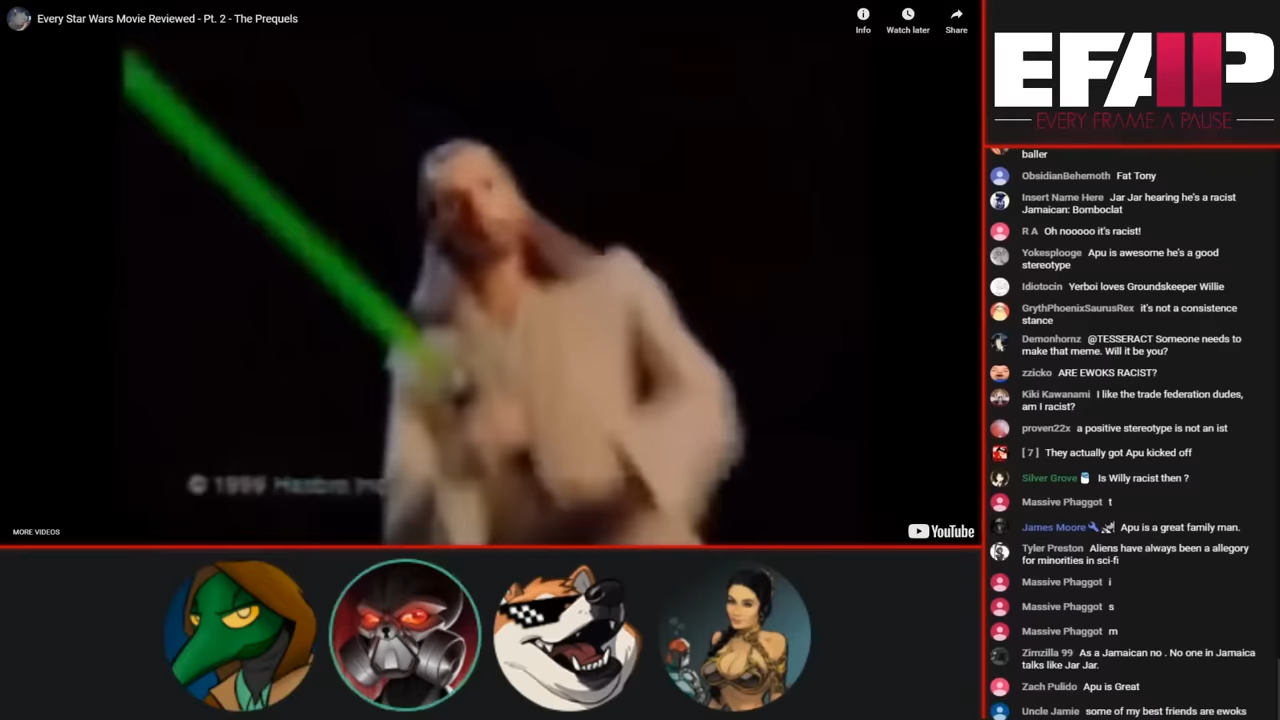 Every Star Wars Movie Reviewed - Pt. 2 - The Prequels
Info
Watch later
Share
© 1999 Hasbro Inc
MORE VIDEOS
YouTube
EFAP
EVERY FRAME A PAUSE
baller
ObsidianBehemoth Fat Tony
Insert Name Here Jar Jar hearing he's a racist
Jamaican: Bomboclat
R A Oh nooooo it's racist!
Yokesplooge Apu is awesome he's a good
stereotype
Idiotocin Yerboi loves Groundskeeper Willie
GrythPhoenixSaurusRex it's not a consistence
stance
Demonhornz @TESSERACT Someone needs to
make that meme. Will it be you?
zzicko ARE EWOKS RACIST?
Kiki Kawanami I like the trade federation dudes,
am I racist?
proven22x a positive stereotype is not an ist
[ 7 ] They actually got Apu kicked off
Silver Grove Is Willy racist then ?
Massive Phaggot t
James Moore Apu is a great family man.
Tyler Preston Aliens have always been a allegory
for minorities in sci-fi
Massive Phaggot i
Massive Phaggot s
Massive Phaggot m
Zimzilla 99 As a Jamaican no . No one in Jamaica
talks like Jar Jar.
Zach Pulido Apu is Great
Uncle Jamie some of my best friends are ewoks